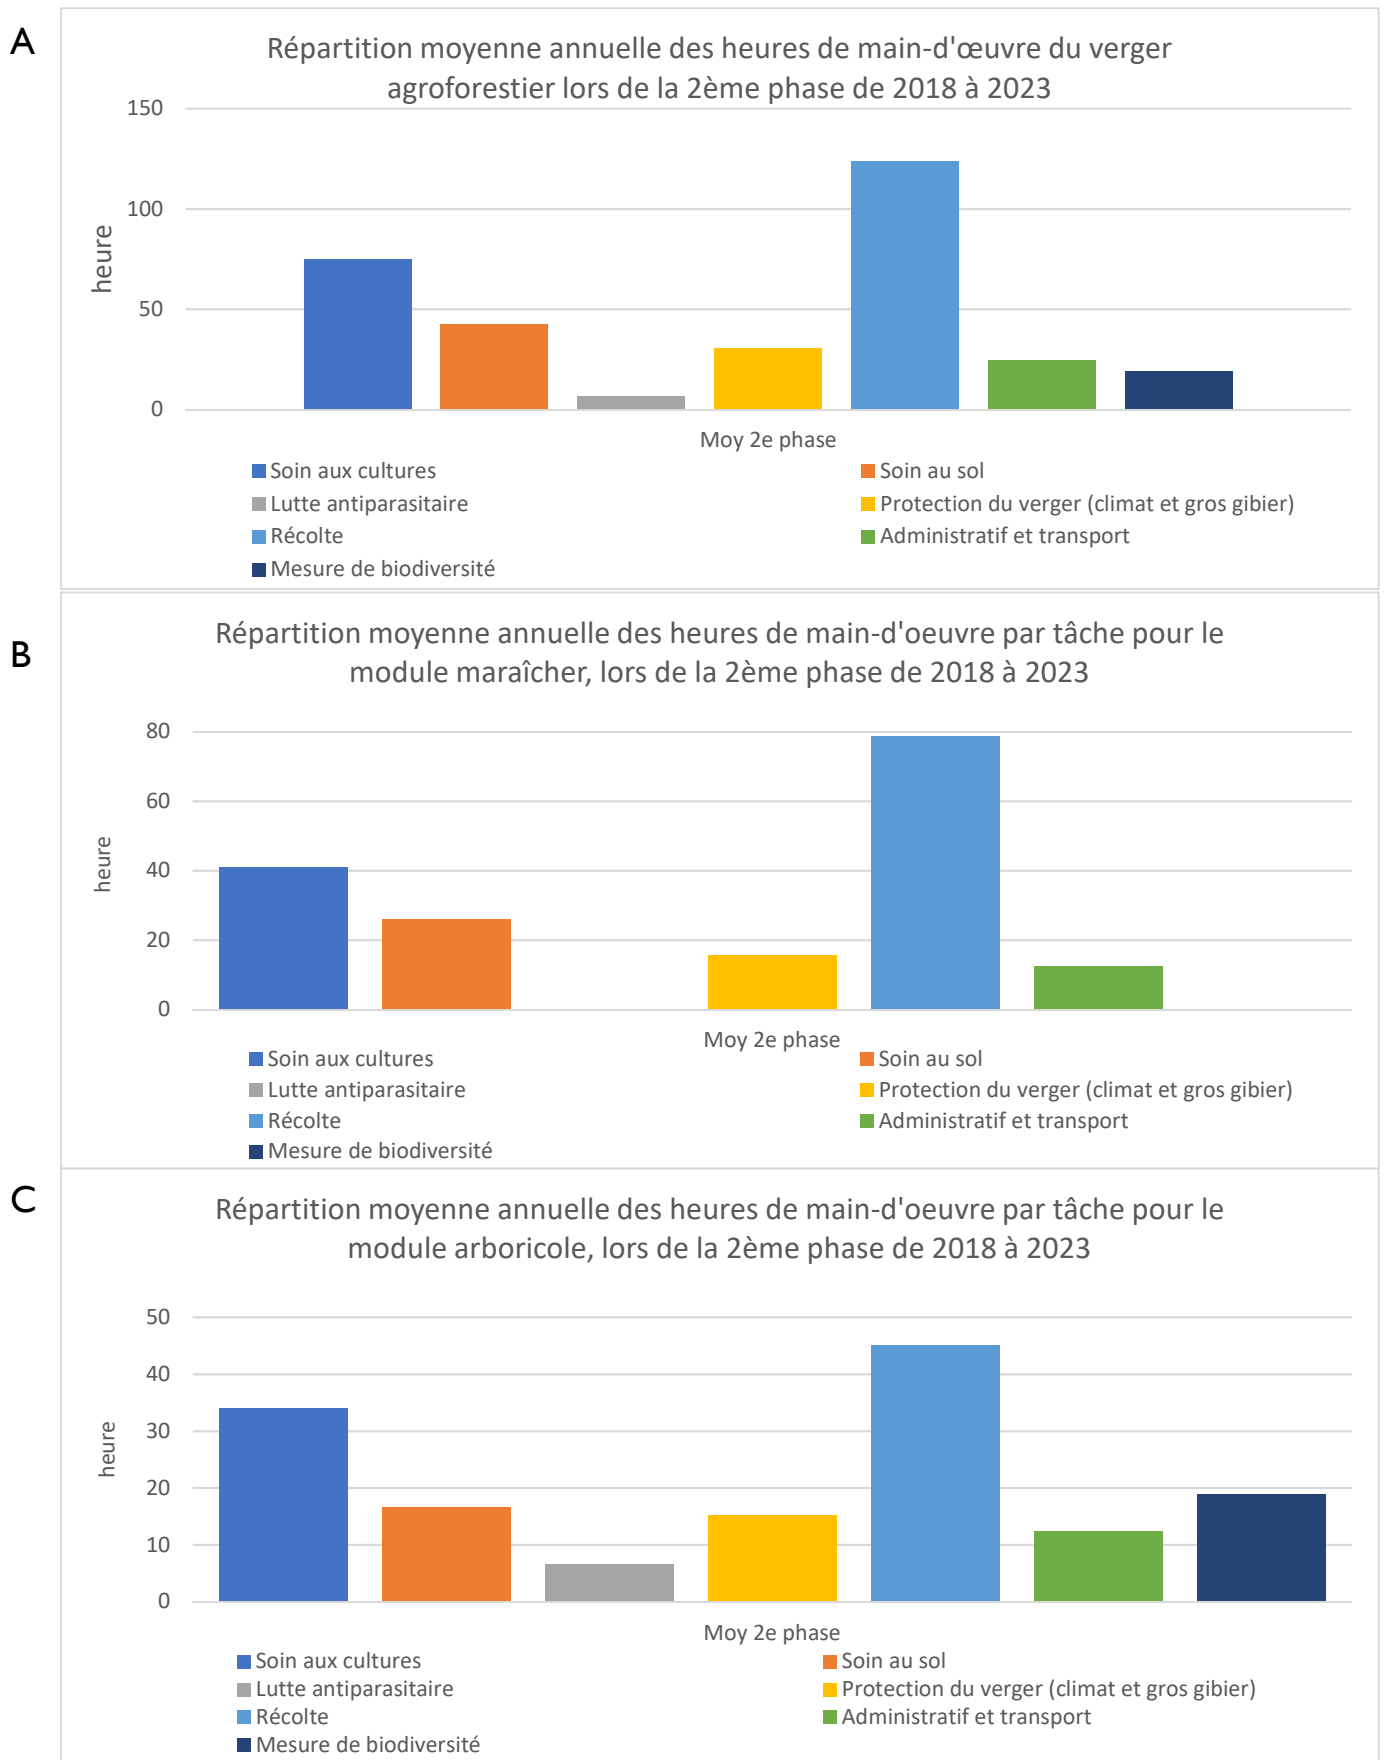 A
Répartition moyenne annuelle des heures de main-d'œuvre du verger
agroforestier lors de la 2ème phase de 2018 à 2023
150
100
50
0
heure
Moy 2e phase
Soin aux cultures
Soin au sol
Lutte antiparasitaire
Protection du verger (climat et gros gibier)
Récolte
Administratif et transport
Mesure de biodiversité
B
Répartition moyenne annuelle des heures de main-d'oeuvre par tâche pour le
module maraîcher, lors de la 2ème phase de 2018 à 2023
80
60
40
20
0
heure
Moy 2e phase
Soin aux cultures
Soin au sol
Lutte antiparasitaire
Protection du verger (climat et gros gibier)
Récolte
Administratif et transport
Mesure de biodiversité
C
Répartition moyenne annuelle des heures de main-d'oeuvre par tâche pour le
module arboricole, lors de la 2ème phase de 2018 à 2023
50
40
30
20
10
0
heure
Moy 2e phase
Soin aux cultures
Soin au sol
Lutte antiparasitaire
Protection du verger (climat et gros gibier)
Récolte
Administratif et transport
Mesure de biodiversité